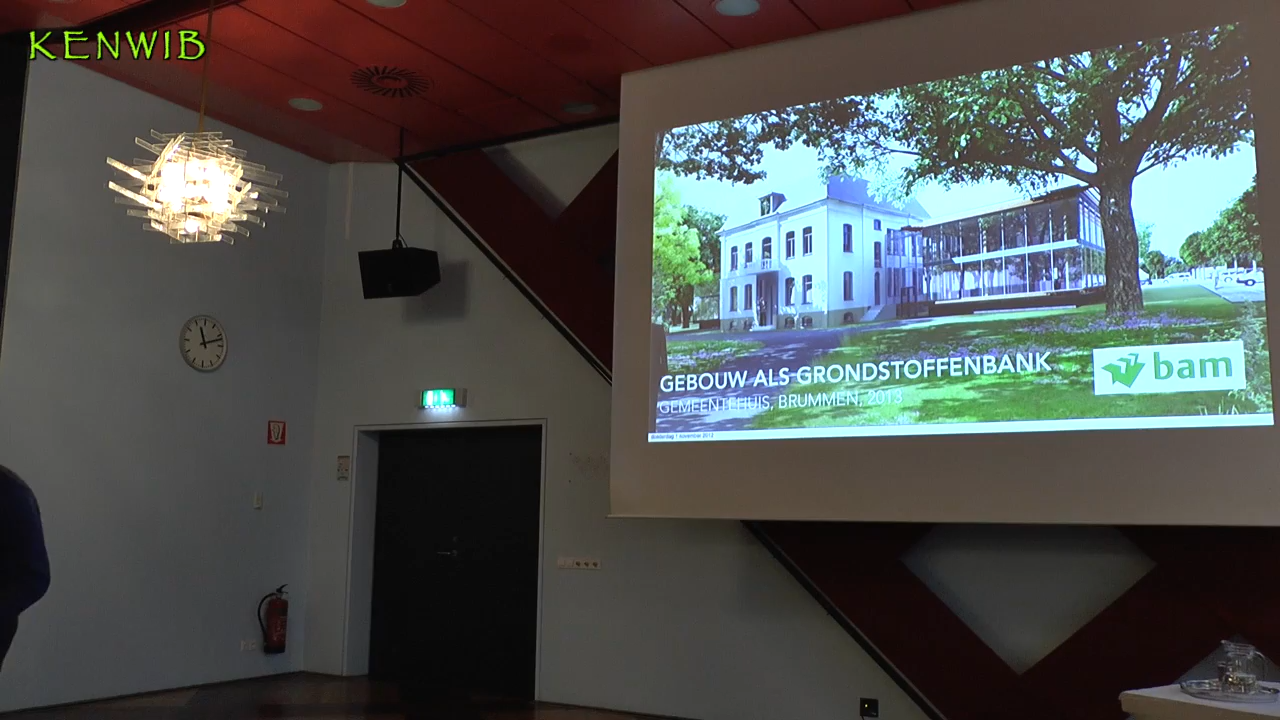 KENWIB
GEBOUW ALS GRONDSTOFFENBANK
GEMEENTEHUIS, BRUMMEN, 2013
bam